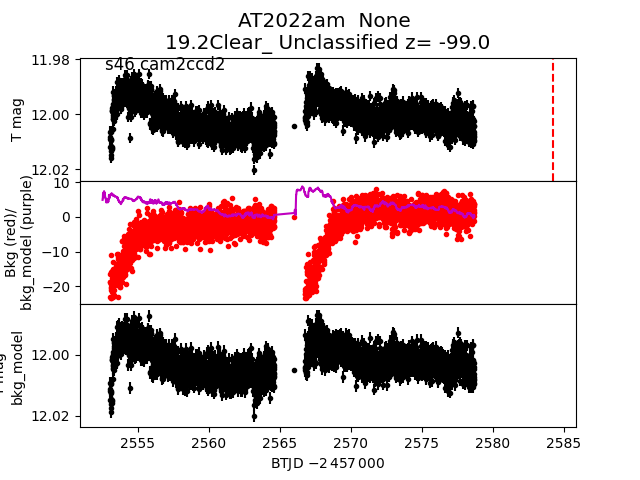 AT2022am  None
19.2Clear_ Unclassified z= -99.0
s46 cam2ccd2
11.98
12.00
12.02
T mag
10
0
−10
−20
Bkg (red)/
bkg_model (purple)
12.00
12.02
bkg_model
2555
2560
2565
2570
2575
2580
2585
BTJD −2 457 000